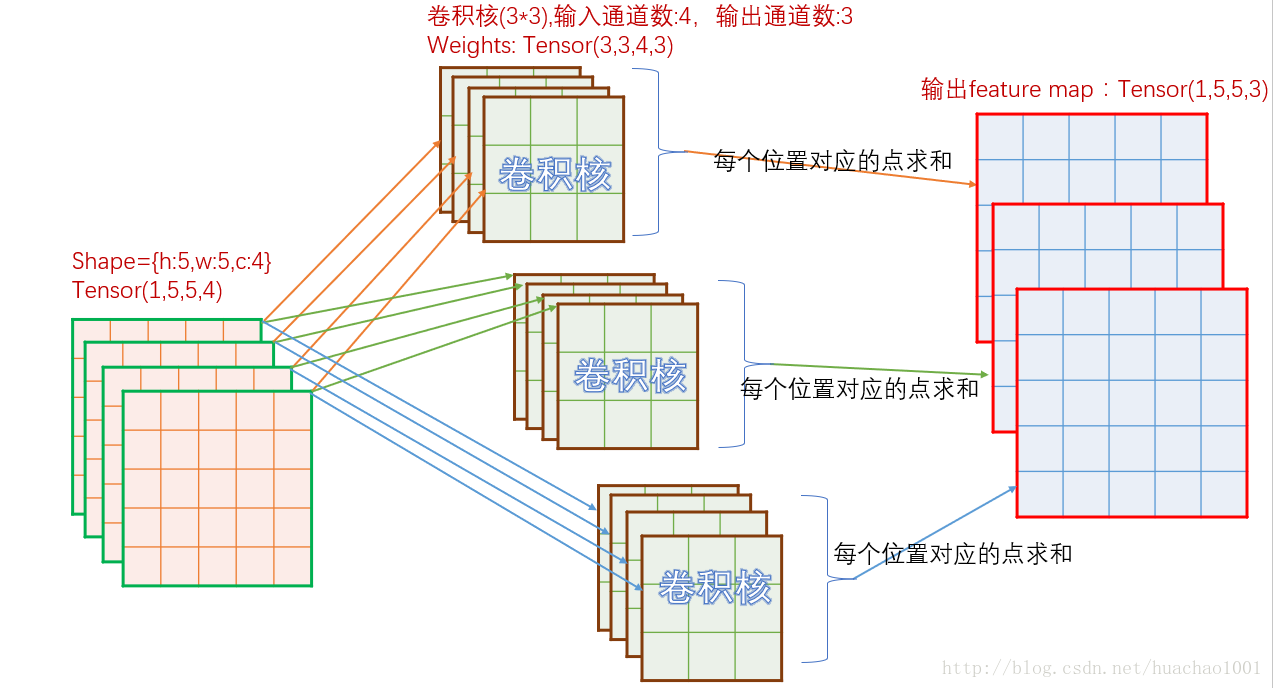 卷积核(3*3),输入通道数:4，输出通道数:3
Weights: Tensor(3,3,4,3)
输出feature map：Tensor(1,5,5,3)
卷积核
每个位置对应的点求和
Shape={h:5,w:5,c:4}
Tensor(1,5,5,4)
卷积核
每个位置对应的点求和
卷积核
每个位置对应的点求和
http://blog.csdn.net/huachao1001